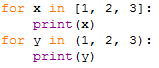 for x in [1, 2, 3]:
    print(x)
for y in (1, 2, 3):
    print(y)